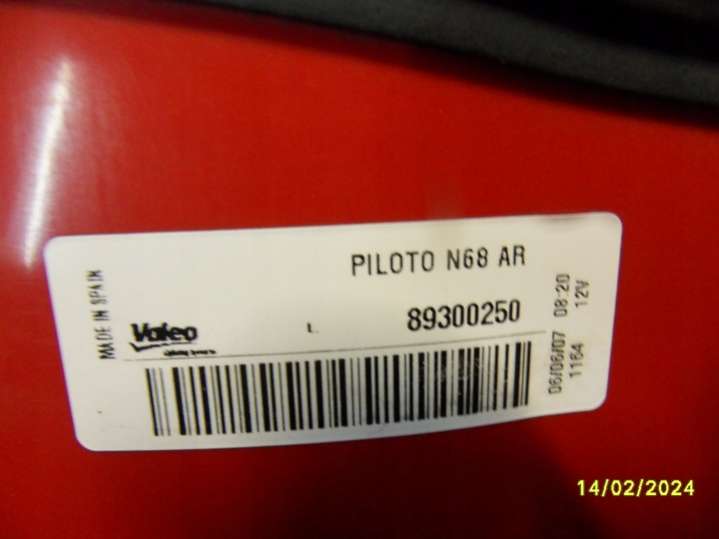 PILOTO N68 AR
MADE IN SPAIN
Valeo
L
89300250
06/06/07 08:20
1164 12V
14/02/2024